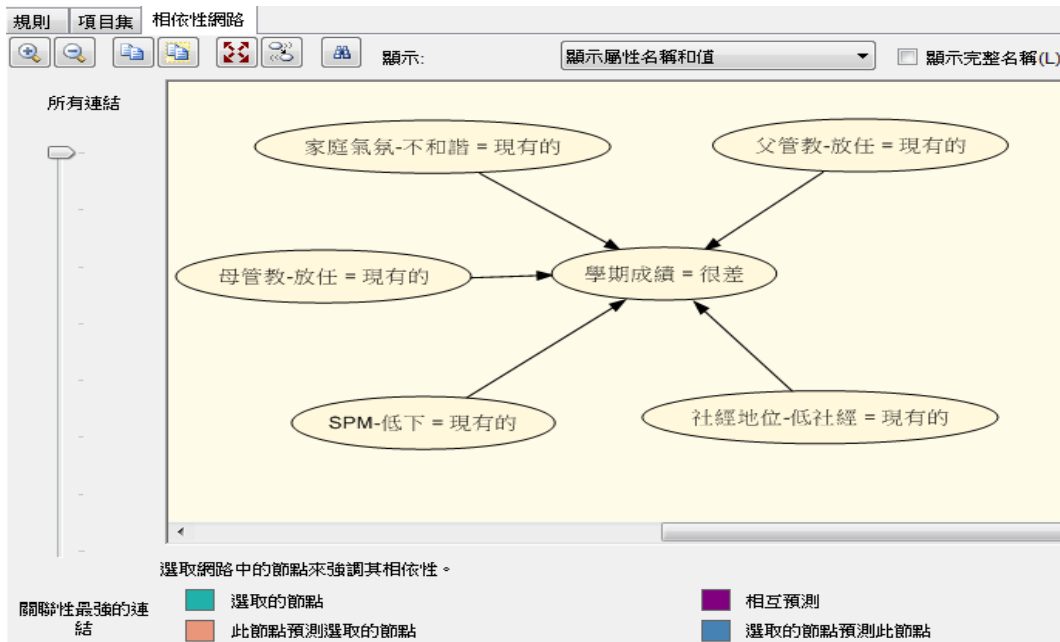 規則 項目集 相依性網路
顯示: 顯示屬性名稱和值 顯示完整名稱(L)
所有連結
家庭氣氛-不和諧 = 現有的
父管教-放任 = 現有的
母管教-放任 = 現有的
學期成績 = 很差
SPM-低下 = 現有的
社經地位-低社經 = 現有的
選取網路中的節點來強調其相依性。
關聯性最強的連
結
選取的節點
相互預測
此節點預測選取的節點
選取的節點預測此節點